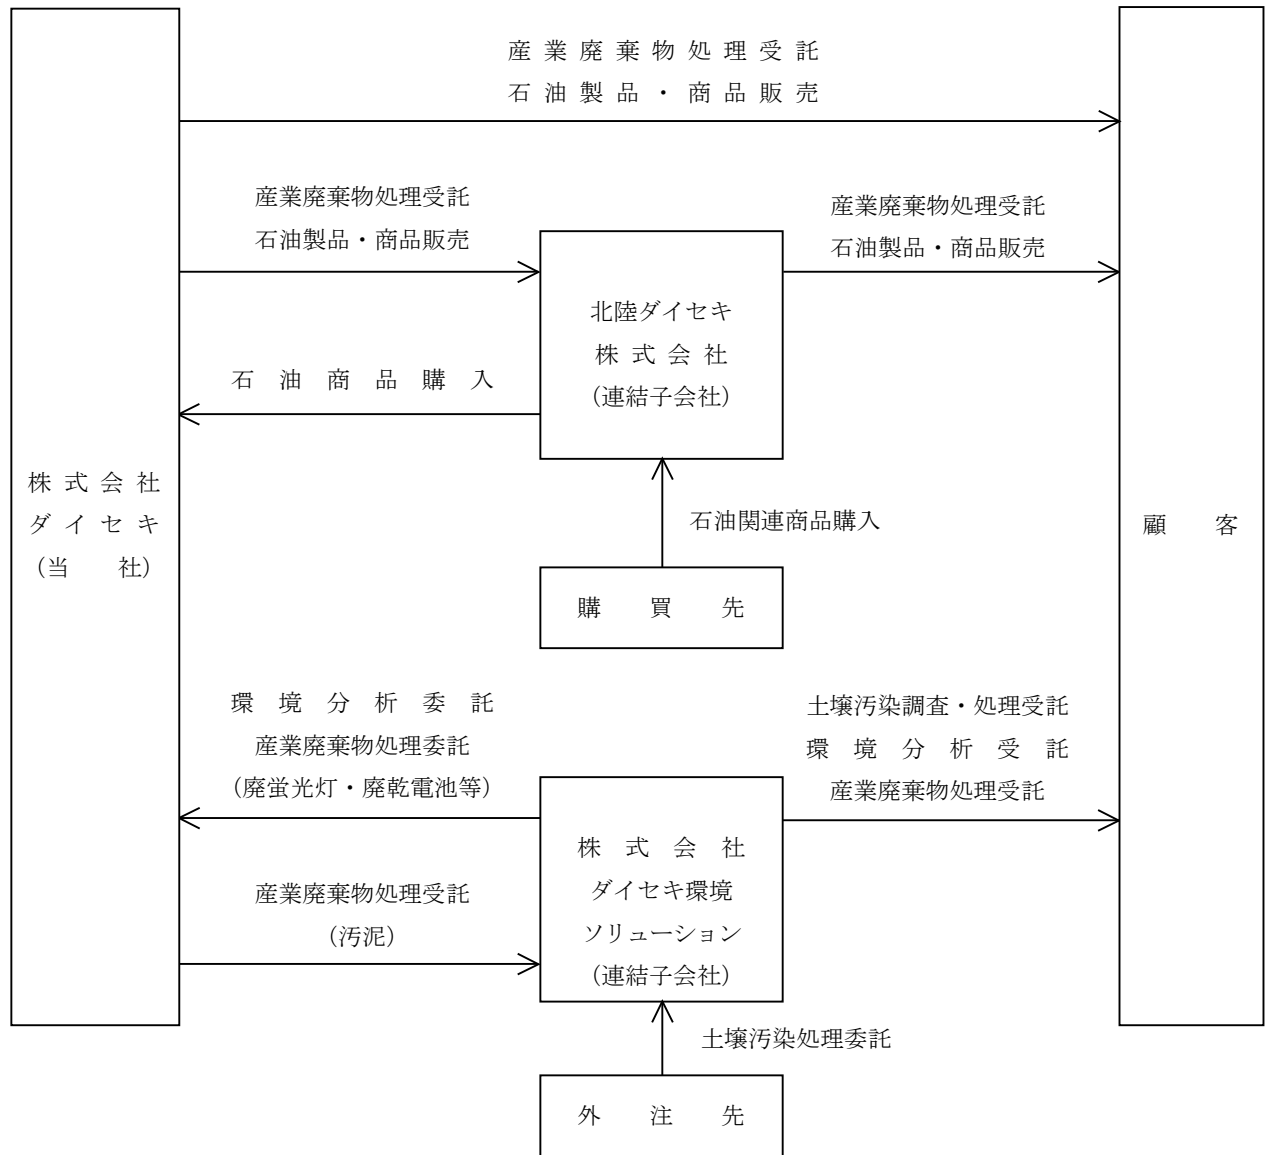 産業廃棄物処理受託
石油製品・商品販売
産業廃棄物処理受託
石油製品・商品販売
産業廃棄物処理受託
石油製品・商品販売
北陸ダイセキ
株式会社
(連結子会社)
石油商品購入
株式会社
ダイセキ
(当　社)
石油関連商品購入
顧　客
購　買　先
環境分析委託
産業廃棄物処理委託
(廃蛍光灯・廃乾電池等)
土壌汚染調査・処理受託
環境分析受託
産業廃棄物処理受託
株式会社
ダイセキ環境
ソリューション
(連結子会社)
産業廃棄物処理受託
(汚泥)
土壌汚染処理委託
外　注　先